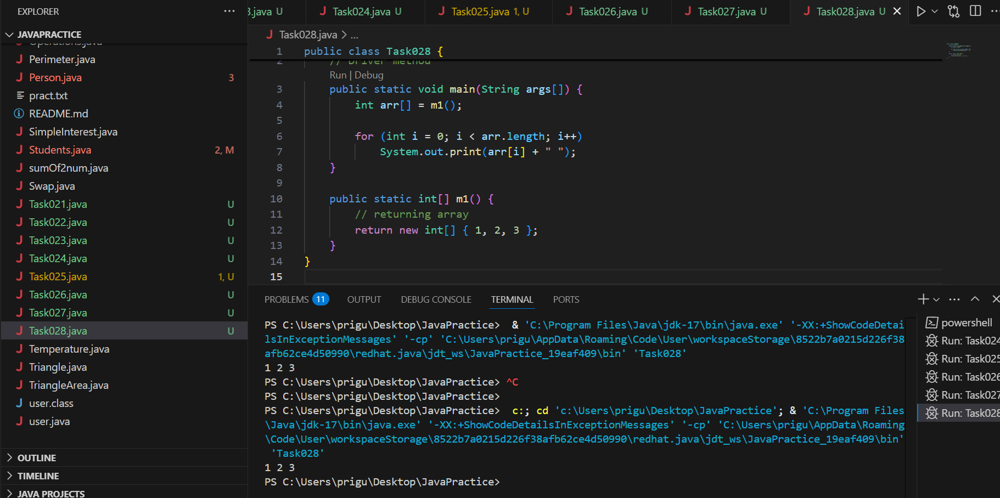 EXPLORER
JAVAPRACTICE
Operations.java
Perimeter.java
Person.java 3
pract.txt
README.md
SimpleInterest.java
Students.java 2, M
sumOf2num.java
Swap.java
Task021.java U
Task022.java U
Task023.java U
Task024.java U
Task025.java 1, U
Task026.java U
Task027.java U
Task028.java U
Temperature.java
Triangle.java
TriangleArea.java
user.class
user.java
OUTLINE
TIMELINE
JAVA PROJECTS
3.java U Task024.java U Task025.java 1, U Task026.java U Task027.java U Task028.java U
Task028.java > ...
1 public class Task028 {
2 // Driver method
Run | Debug
3 public static void main(String args[]) {
4 int arr[] = m1();
5
6 for (int i = 0; i < arr.length; i++)
7 System.out.print(arr[i] + " ");
8 }
9
10 public static int[] m1() {
11 // returning array
12 return new int[] { 1, 2, 3 };
13 }
14 }
15
PROBLEMS 11 OUTPUT DEBUG CONSOLE TERMINAL PORTS
PS C:\Users\prigu\Desktop\JavaPractice> & 'C:\Program Files\Java\jdk-17\bin\java.exe' '-XX:+ShowCodeDetai
lsInExceptionMessages' '-cp' 'C:\Users\prigu\AppData\Roaming\Code\User\workspaceStorage\8522b7a0215d226f38
afb62ce4d50990\redhat.java\jdt_ws\JavaPractice_19eaf409\bin' 'Task028'
1 2 3
PS C:\Users\prigu\Desktop\JavaPractice> ^C
PS C:\Users\prigu\Desktop\JavaPractice>
PS C:\Users\prigu\Desktop\JavaPractice> c:; cd 'c:\Users\prigu\Desktop\JavaPractice'; & 'C:\Program Files
\Java\jdk-17\bin\java.exe' '-XX:+ShowCodeDetailsInExceptionMessages' '-cp' 'C:\Users\prigu\AppData\Roaming
\Code\User\workspaceStorage\8522b7a0215d226f38afb62ce4d50990\redhat.java\jdt_ws\JavaPractice_19eaf409\bin'
'Task028'
1 2 3
PS C:\Users\prigu\Desktop\JavaPractice>
powershell
Run: Task024
Run: Task025
Run: Task026
Run: Task027
Run: Task028